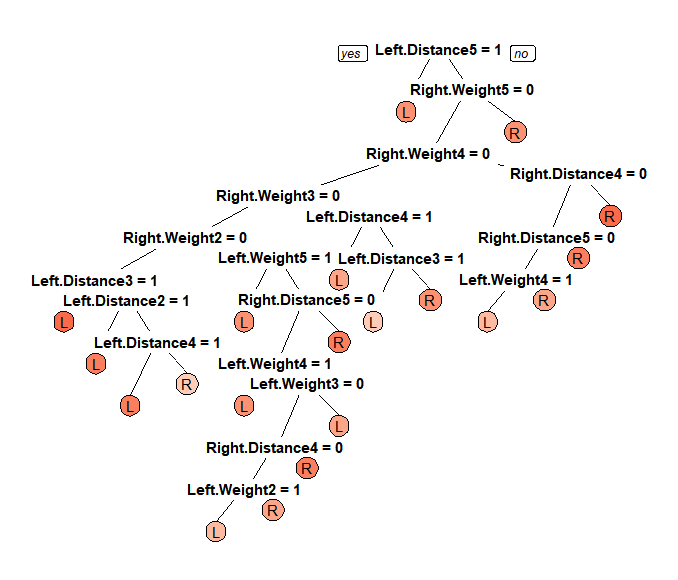 yes Left.Distance5 = 1 no
Right.Weight5 = 0
L
R
Right.Weight4 = 0
Right.Distance4 = 0
Right.Weight3 = 0
Left.Distance4 = 1
R
Right.Weight2 = 0
Right.Distance5 = 0
Left.Weight5 = 1
Left.Distance3 = 1
R
Left.Distance3 = 1
L
Left.Weight4 = 1
Left.Distance2 = 1
Right.Distance5 = 0
R
R
L
L
L
L
Left.Distance4 = 1
R
L
Left.Weight4 = 1
R
Left.Weight3 = 0
L
L
L
Right.Distance4 = 0
R
Left.Weight2 = 1
R
L